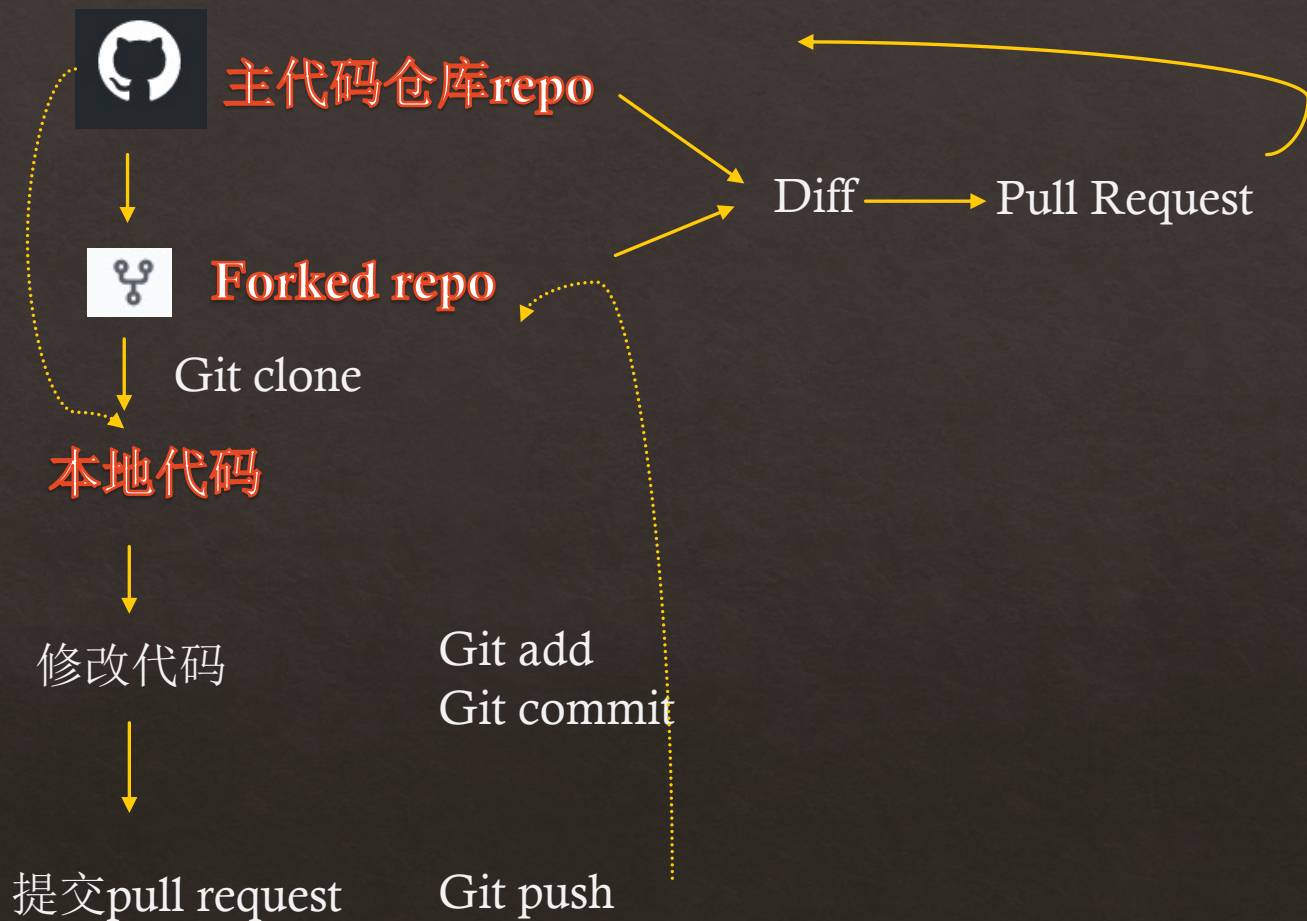 主代码仓库repo
Diff
Pull Request
Forked repo
Git clone
本地代码
修改代码
Git add
Git commit
提交pull request
Git push